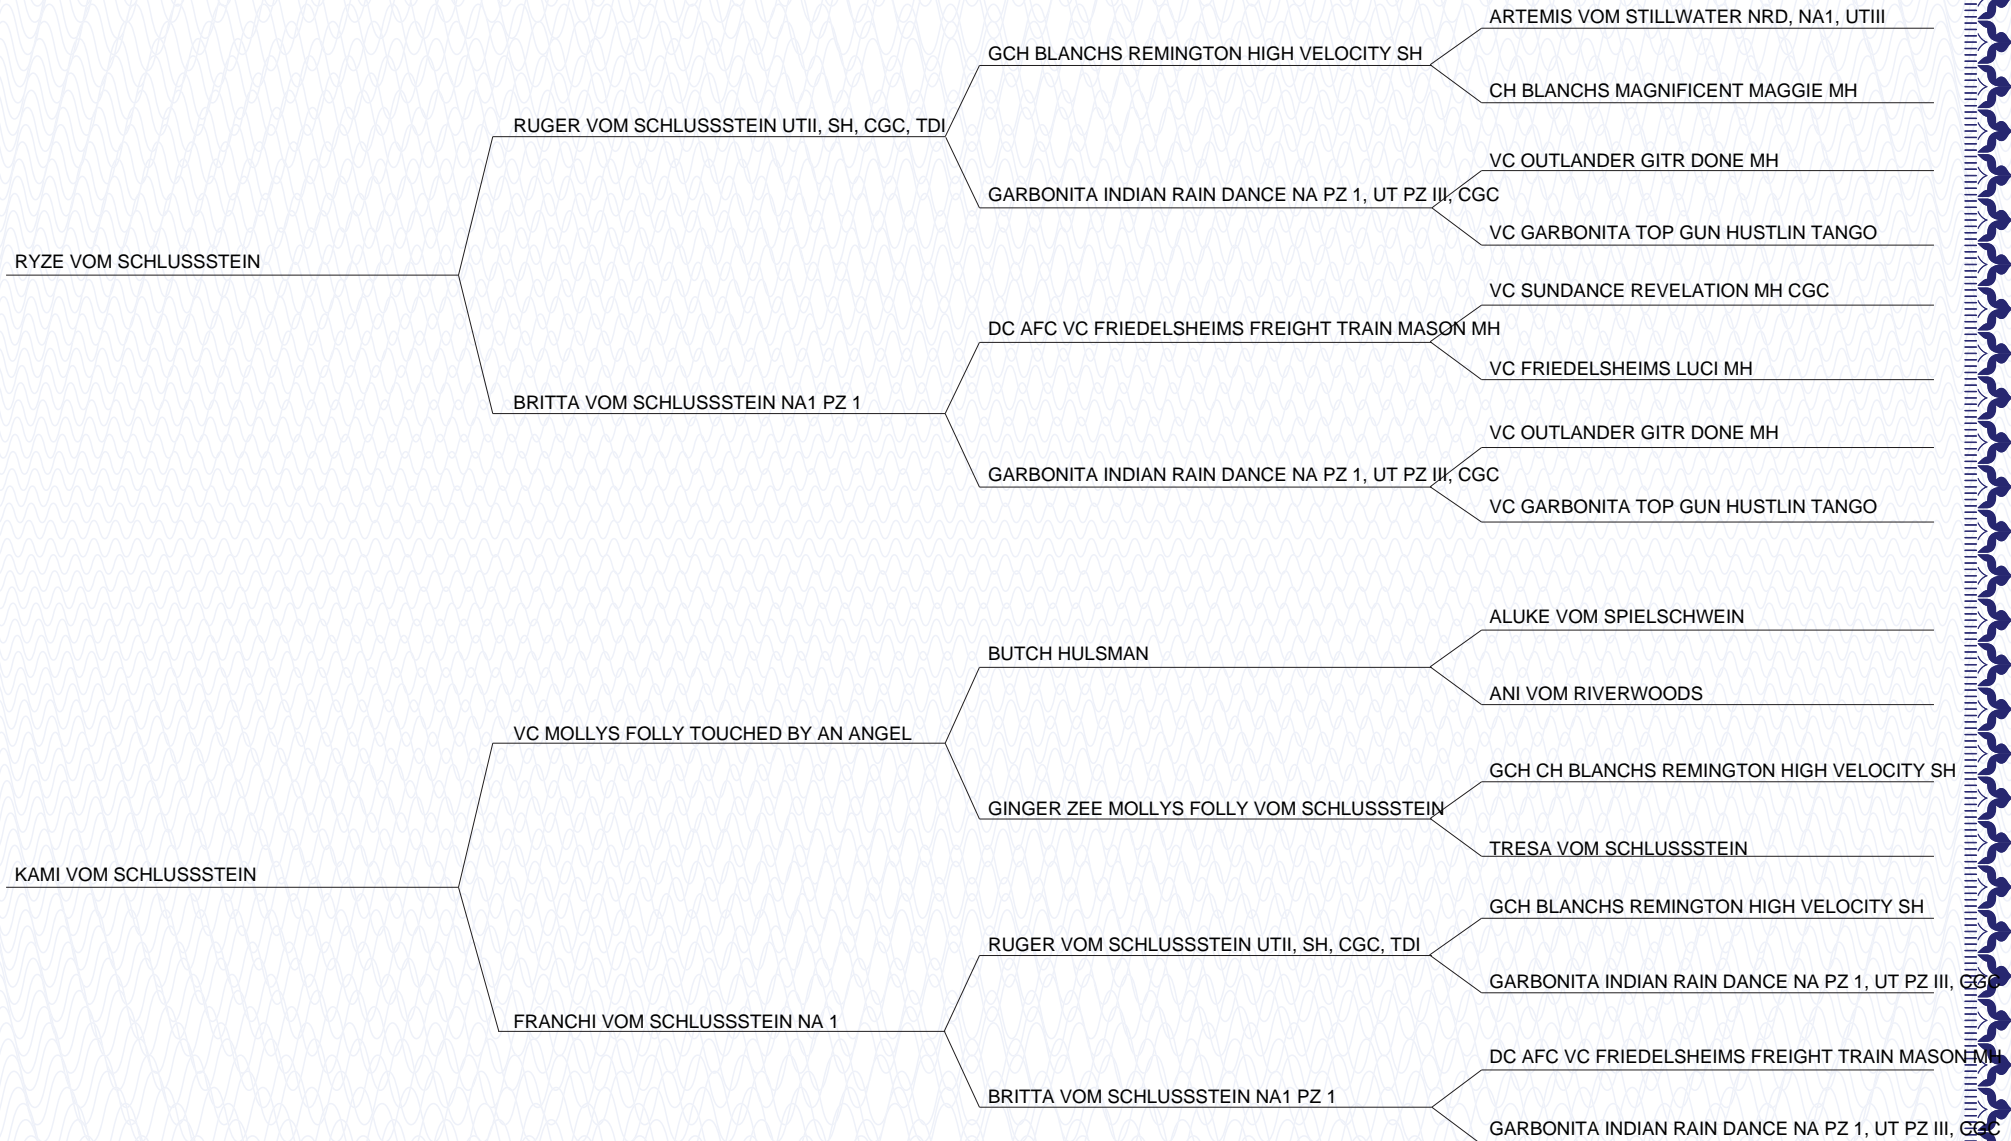 ARTEMIS VOM STILLWATER NRD, NA1, UTIII
GCH BLANCHS REMINGTON HIGH VELOCITY SH
CH BLANCHS MAGNIFICENT MAGGIE MH
RUGER VOM SCHLUSSSTEIN UTII, SH, CGC, TDI
VC OUTLANDER GITR DONE MH
GARBONITA INDIAN RAIN DANCE NA PZ 1, UT PZ III, CGC
VC GARBONITA TOP GUN HUSTLIN TANGO
RYZE VOM SCHLUSSSTEIN
VC SUNDANCE REVELATION MH CGC
DC AFC VC FRIEDELSHEIMS FREIGHT TRAIN MASON MH
VC FRIEDELSHEIMS LUCI MH
BRITTA VOM SCHLUSSSTEIN NA1 PZ 1
VC OUTLANDER GITR DONE MH
GARBONITA INDIAN RAIN DANCE NA PZ 1, UT PZ III, CGC
VC GARBONITA TOP GUN HUSTLIN TANGO
ALUKE VOM SPIELSCHWEIN
BUTCH HULSMAN
ANI VOM RIVERWOODS
VC MOLLYS FOLLY TOUCHED BY AN ANGEL
GCH CH BLANCHS REMINGTON HIGH VELOCITY SH
GINGER ZEE MOLLYS FOLLY VOM SCHLUSSSTEIN
TRESA VOM SCHLUSSSTEIN
KAMI VOM SCHLUSSSTEIN
GCH BLANCHS REMINGTON HIGH VELOCITY SH
RUGER VOM SCHLUSSSTEIN UTII, SH, CGC, TDI
GARBONITA INDIAN RAIN DANCE NA PZ 1, UT PZ III, CGC
FRANCHI VOM SCHLUSSSTEIN NA 1
DC AFC VC FRIEDELSHEIMS FREIGHT TRAIN MASON MH
BRITTA VOM SCHLUSSSTEIN NA1 PZ 1
GARBONITA INDIAN RAIN DANCE NA PZ 1, UT PZ III, CGC